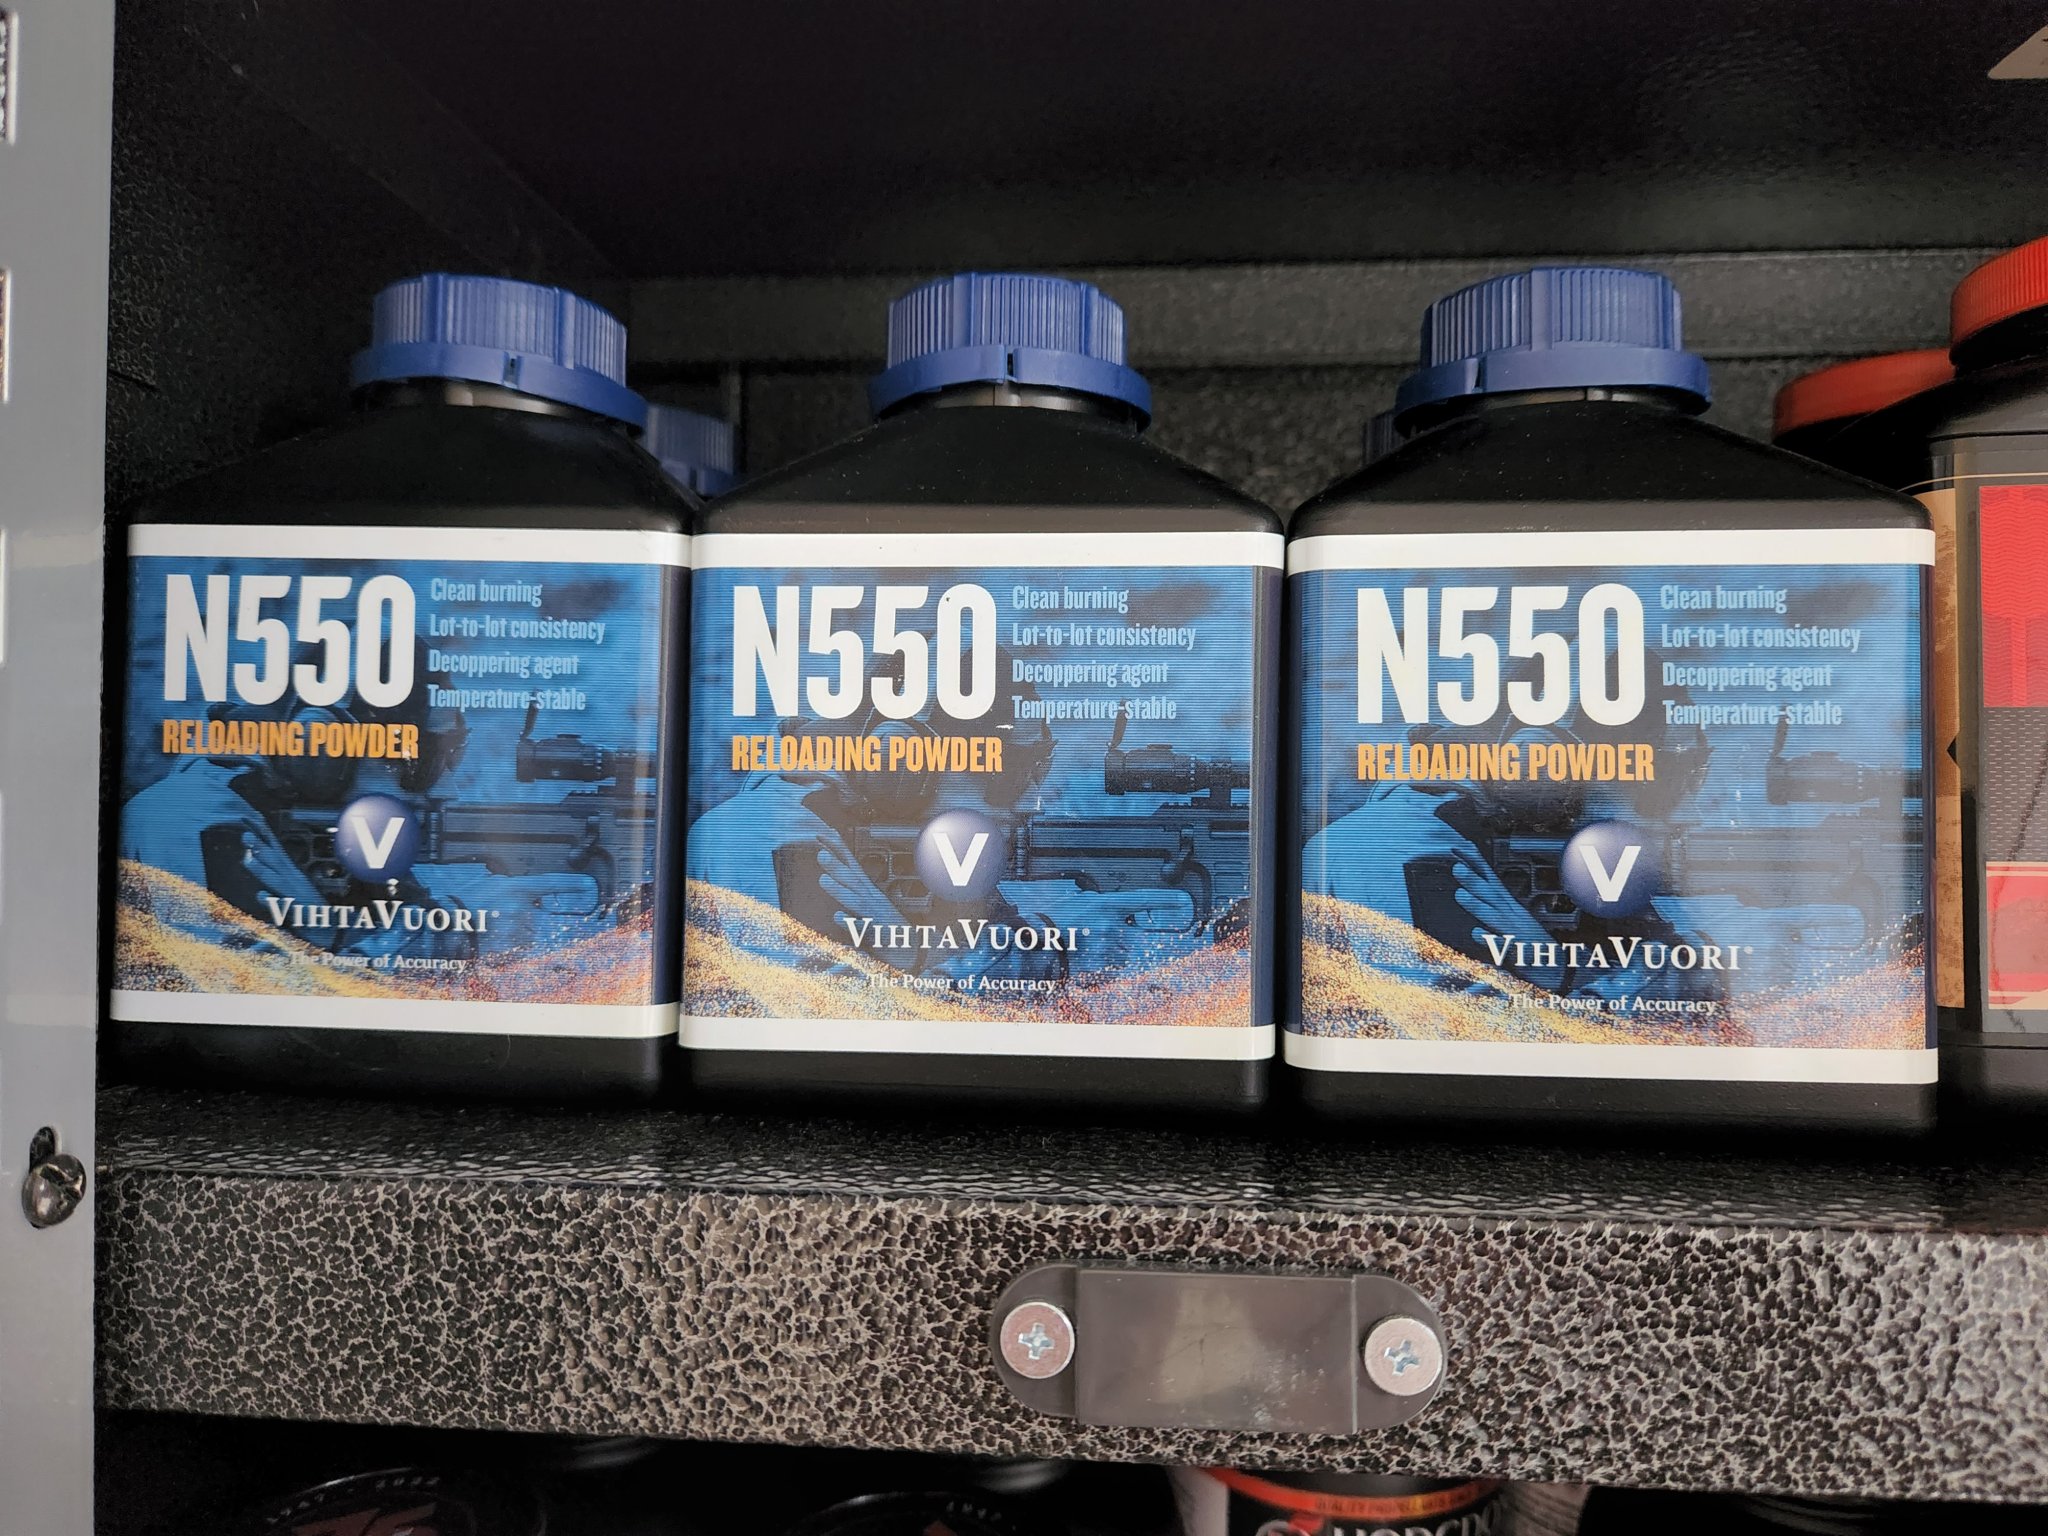 N550
Clean burning
Lot-to-lot consistency
Decoppering agent
Temperature-stable
RELOADING POWDER
V
VIHTAVUORI®
The Power of Accuracy
N550
Clean burning
Lot-to-lot consistency
Decoppering agent
Temperature-stable
RELOADING POWDER
V
VIHTAVUORI®
The Power of Accuracy
N550
Clean burning
Lot-to-lot consistency
Decoppering agent
Temperature-stable
RELOADING POWDER
V
VIHTAVUORI®
The Power of Accuracy